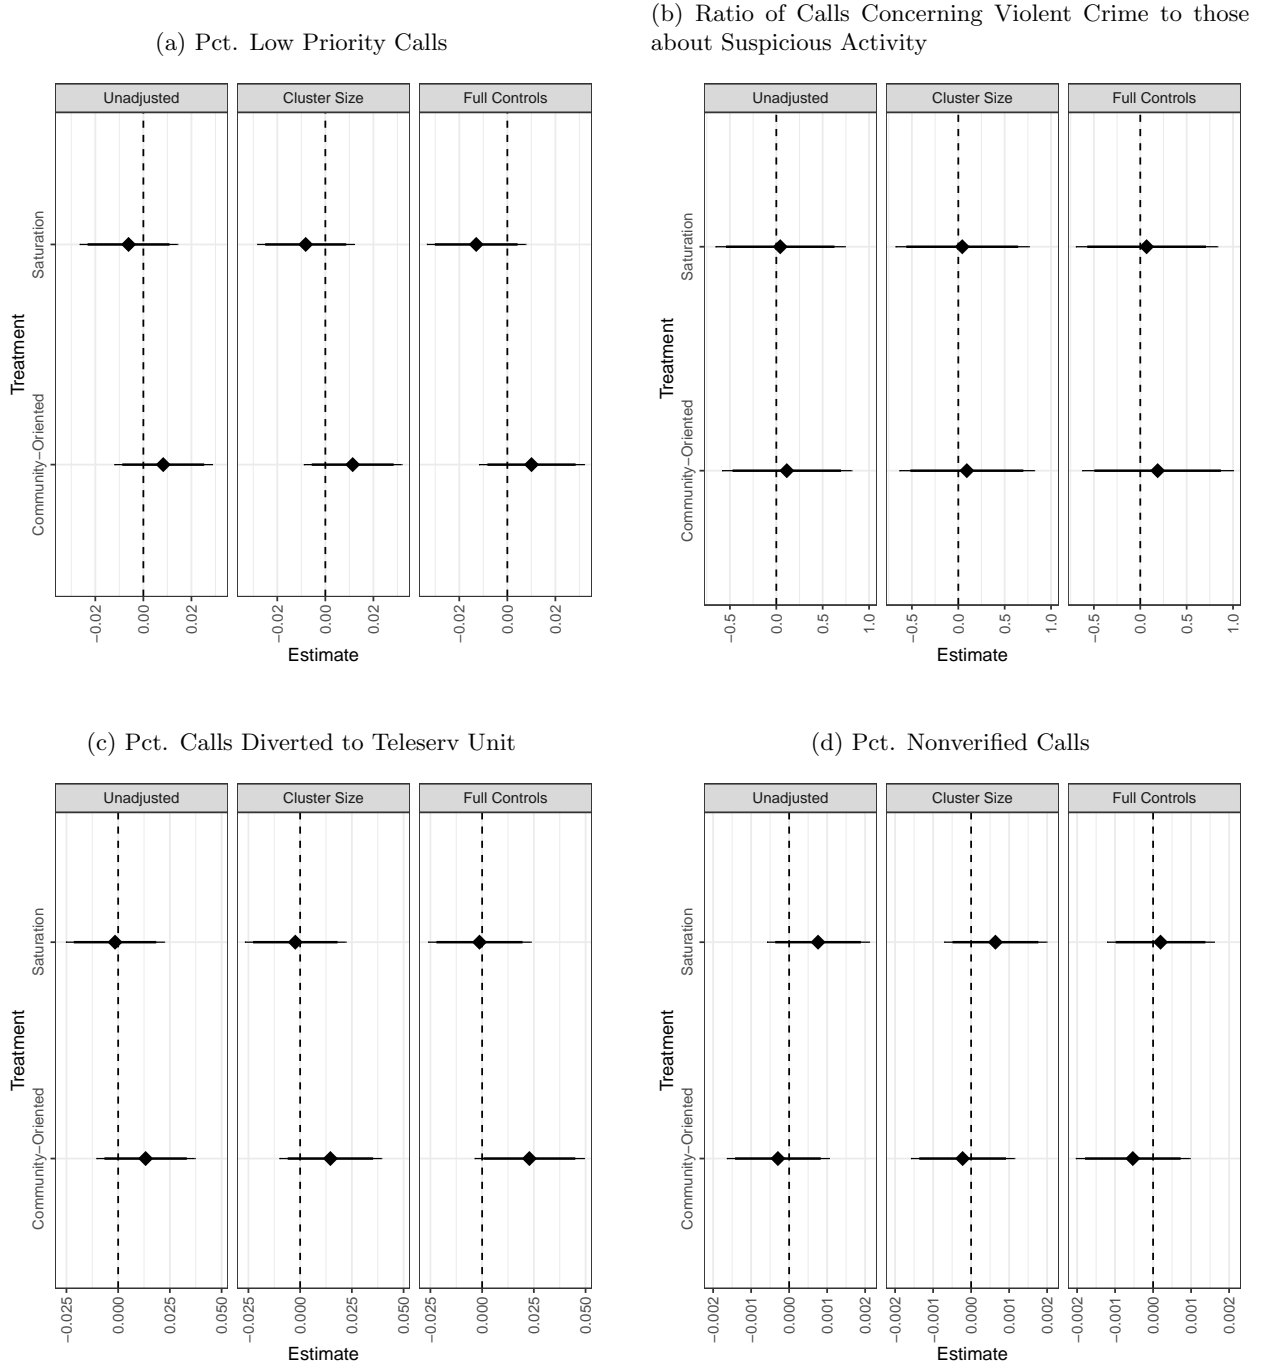 (a) Pct. Low Priority Calls
Unadjusted Cluster Size Full Controls
Treatment
Saturation
Community−Oriented
−0.02 0.00 0.02 −0.02 0.00 0.02 −0.02 0.00 0.02
Estimate
(b) Ratio of Calls Concerning Violent Crime to those
about Suspicious Activity
Unadjusted Cluster Size Full Controls
Treatment
Saturation
Community−Oriented
−0.5 0.0 0.5 1.0 −0.5 0.0 0.5 1.0 −0.5 0.0 0.5 1.0
Estimate
(c) Pct. Calls Diverted to Teleserv Unit
Unadjusted Cluster Size Full Controls
Treatment
Saturation
Community−Oriented
−0.025 0.000 0.025 0.050 −0.025 0.000 0.025 0.050 −0.025 0.000 0.025 0.050
Estimate
(d) Pct. Nonverified Calls
Unadjusted Cluster Size Full Controls
Treatment
Saturation
Community−Oriented
−0.002 −0.001 0.000 0.001 0.002 −0.002 −0.001 0.000 0.001 0.002 −0.002 −0.001 0.000 0.001 0.002
Estimate